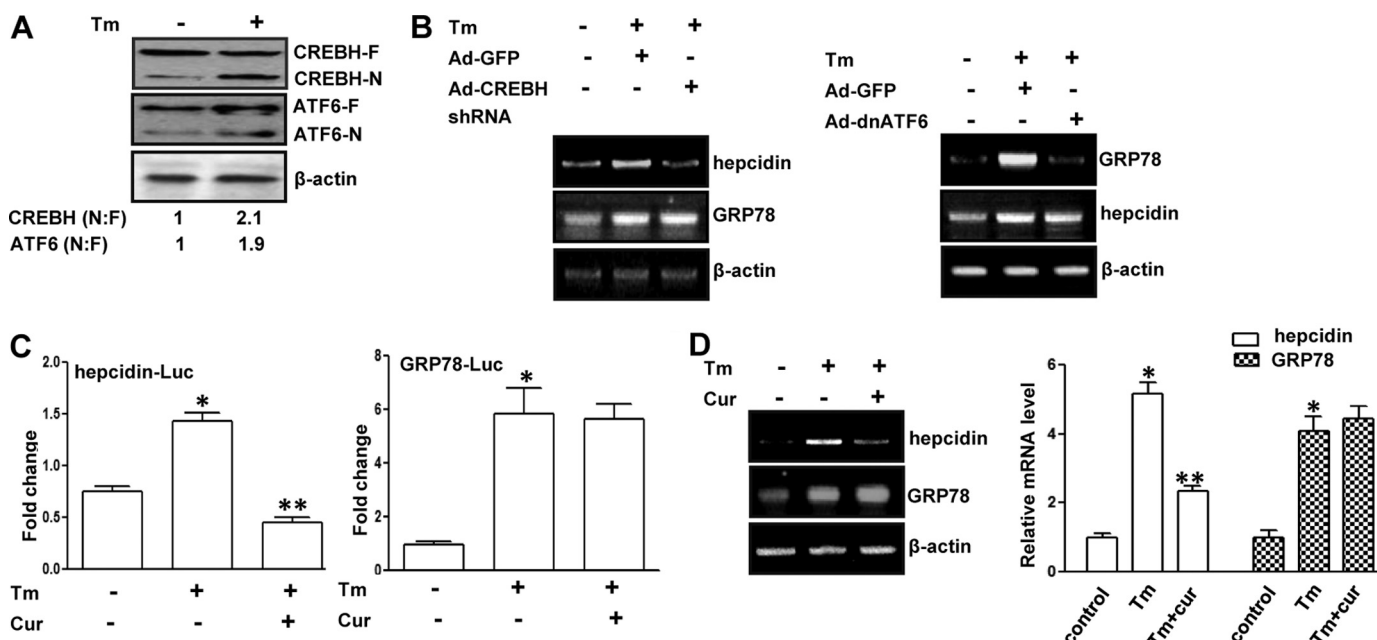 A
Tm - +
CREBH-F
CREBH-N
ATF6-F
ATF6-N
β-actin
CREBH (N:F) 1 2.1
ATF6 (N:F) 1 1.9
B
Tm - + +
Ad-GFP - + -
Ad-CREBH - - +
shRNA
hepcidin
GRP78
β-actin
Tm - + +
Ad-GFP - + -
Ad-dnATF6 - - +
GRP78
hepcidin
β-actin
C
hepcidin-Luc
Fold change
2.0
1.5
1.0
0.5
0.0
*
**
Tm - + +
Cur - - +
GRP78-Luc
Fold change
8
6
4
2
0
*
Tm - + +
Cur - - +
D
Tm - + +
Cur - - +
hepcidin
GRP78
β-actin
hepcidin
GRP78
Relative mRNA level
6
4
2
0
*
**
*
control
Tm
Tm+cur
control
Tm
Tm+cur